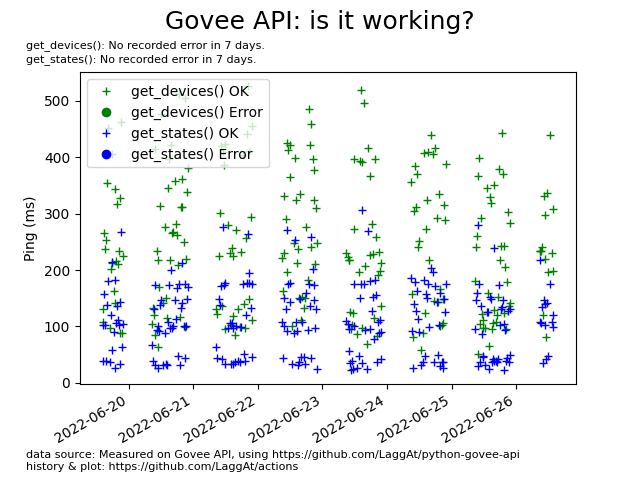 Govee API: is it working?
get_devices(): No recorded error in 7 days.
get_states(): No recorded error in 7 days.
get_devices() OK
get_devices() Error
get_states() OK
get_states() Error
Ping (ms)
500
400
300
200
100
0
2022-06-20
2022-06-21
2022-06-22
2022-06-23
2022-06-24
2022-06-25
2022-06-26
data source: Measured on Govee API, using https://github.com/LaggAt/python-govee-api
history & plot: https://github.com/LaggAt/actions